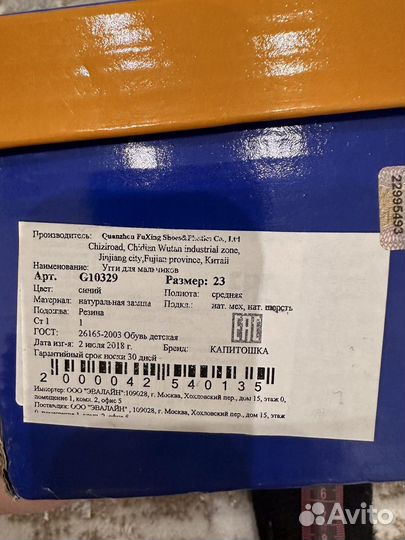 22995493
Производитель: Quanzhou FuXing Shoes&Plastics Co., Ltd
Chiziroad, Chidian Wutan industrial zone,
Jinjiang city,Fujian province, Китай
Наименование: Угги для мальчиков
Арт. G10329 Размер: 23
Цвет: синий Полнота: средняя
Материал: натуральная замша Подкл.: нат. мех, нат. шерсть
Подошва: Резина
Ст 1 1
ГОСТ: 26165-2003 Обувь детская
Дата изг-я: 2 июля 2018 г. Бренд: КАПИТОШКА
Гарантийный срок носки 30 дней
EAC
2 000042 540135
Импортер: ООО "ЭВАЛАЙН":109028, г. Москва, Хохловский пер., дом 15, этаж 0,
помещение 1, комн. 2, офис 5
Поставщик: ООО "ЭВАЛАЙН", 109028, г. Москва, Хохловский пер., дом 15, этаж
Avito